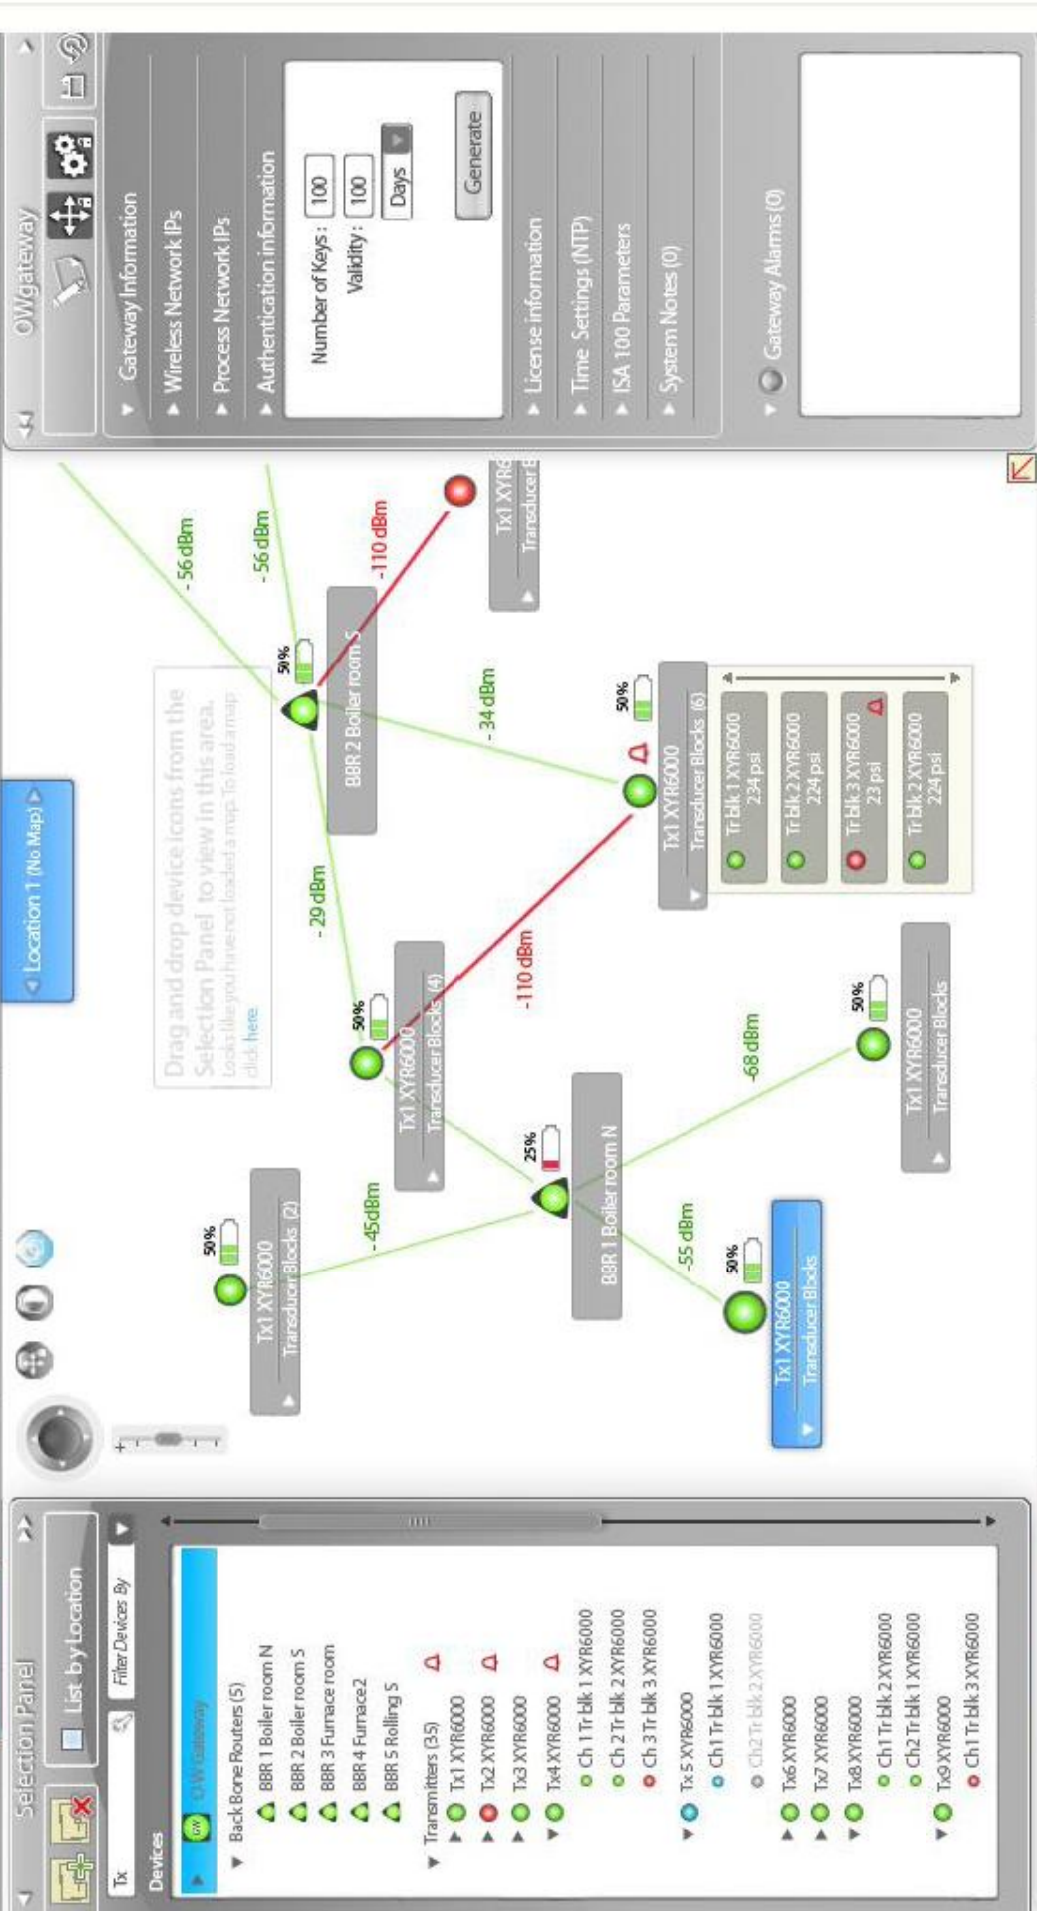 Selection Panel
List by Location
Tx
Filter Devices By
Devices
GW
OW Gateway
Back Bone Routers (5)
BBR 1 Boiler room N
BBR 2 Boiler room S
BBR 3 Furnace room
BBR 4 Furnace2
BBR 5 Rolling S
Transmitters (35)
Tx1 XYR6000
Tx2 XYR6000
Tx3 XYR6000
Tx4 XYR6000
Ch 1 Tr blk 1 XYR6000
Ch 2 Tr blk 2 XYR6000
Ch 3 Tr blk 3 XYR6000
Tx 5 XYR6000
Ch1 Tr blk 1 XYR6000
Ch2 Tr blk 2 XYR6000
Tx6 XYR6000
Tx7 XYR6000
Tx8 XYR6000
Ch1 Tr blk 2 XYR6000
Ch2 Tr blk 1 XYR6000
Tx9 XYR6000
Ch1 Tr blk 3 XYR6000
Location 1 (No Map)
Drag and drop device icons from the
Selection Panel to view in this area.
Looks like you have not loaded a map. To load a map
click here.
50%
Tx1 XYR6000
Transducer Blocks (2)
-45dBm
50%
Tx1 XYR6000
Transducer Blocks (4)
- 29 dBm
50%
BBR 2 Boiler room S
- 56 dBm
- 56 dBm
-110 dBm
Tx1 XYR6
Transducer B
- 34 dBm
-110 dBm
25%
BBR 1 Boiler room N
-55 dBm
-68 dBm
50%
Tx1 XYR6000
Transducer Blocks
50%
Tx1 XYR6000
Transducer Blocks
50%
Tx1 XYR6000
Transducer Blocks (6)
Tr blk 1 XYR6000
234 psi
Tr blk 2 XYR6000
224 psi
Tr blk 3 XYR6000
23 psi
Tr blk 2 XYR6000
224 psi
OWgateway
Gateway Information
Wireless Network IPs
Process Network IPs
Authentication information
Number of Keys : 100
Validity : 100
Days
Generate
License information
Time Settings (NTP)
ISA 100 Parameters
System Notes (0)
Gateway Alarms (0)